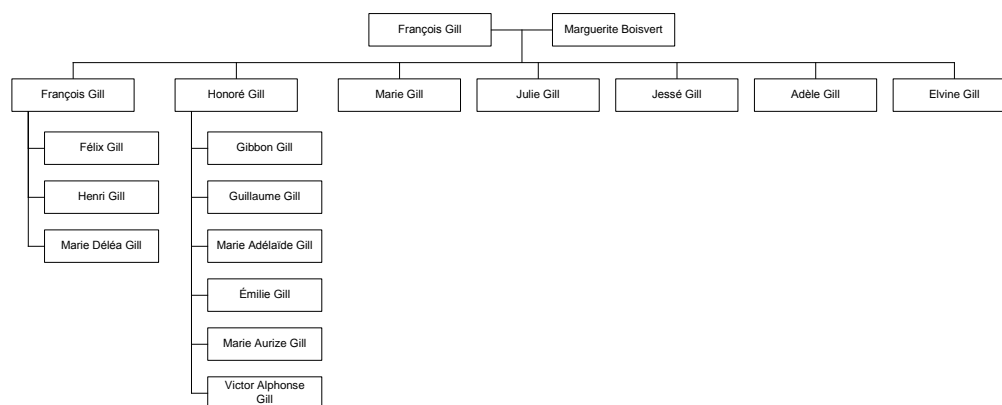 François Gill
Marguerite Boisvert
François Gill
Honoré Gill
Marie Gill
Julie Gill
Jessé Gill
Adèle Gill
Elvine Gill
Félix Gill
Henri Gill
Marie Déléa Gill
Gibbon Gill
Guillaume Gill
Marie Adélaïde Gill
Émilie Gill
Marie Aurize Gill
Victor Alphonse
Gill